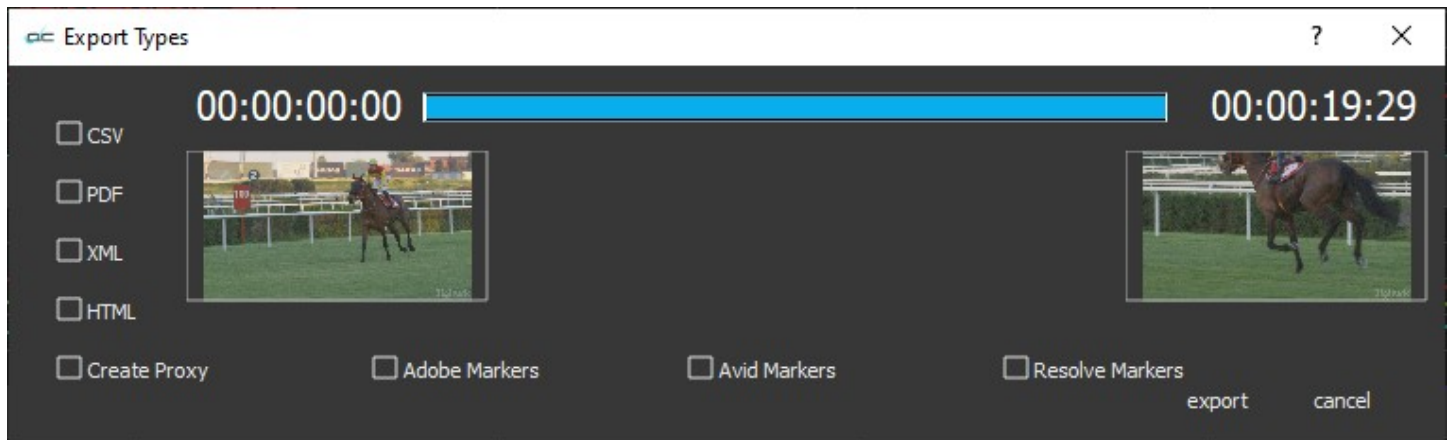 Export Types
?
00:00:00:00
00:00:19:29
CSV
PDF
XML
HTML
103
Create Proxy
Adobe Markers
Avid Markers
Resolve Markers
export
cancel